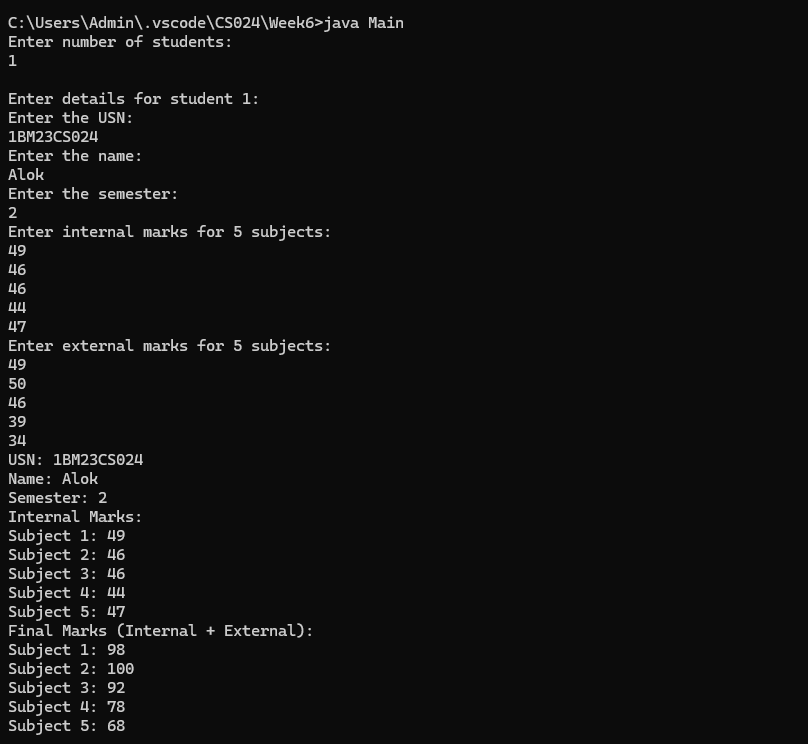 C:\Users\Admin\.vscode\CS024\Week6>java Main
Enter number of students:
1

Enter details for student 1:
Enter the USN:
1BM23CS024
Enter the name:
Alok
Enter the semester:
2
Enter internal marks for 5 subjects:
49
46
46
44
47
Enter external marks for 5 subjects:
49
50
46
39
34
USN: 1BM23CS024
Name: Alok
Semester: 2
Internal Marks:
Subject 1: 49
Subject 2: 46
Subject 3: 46
Subject 4: 44
Subject 5: 47
Final Marks (Internal + External):
Subject 1: 98
Subject 2: 100
Subject 3: 92
Subject 4: 78
Subject 5: 68